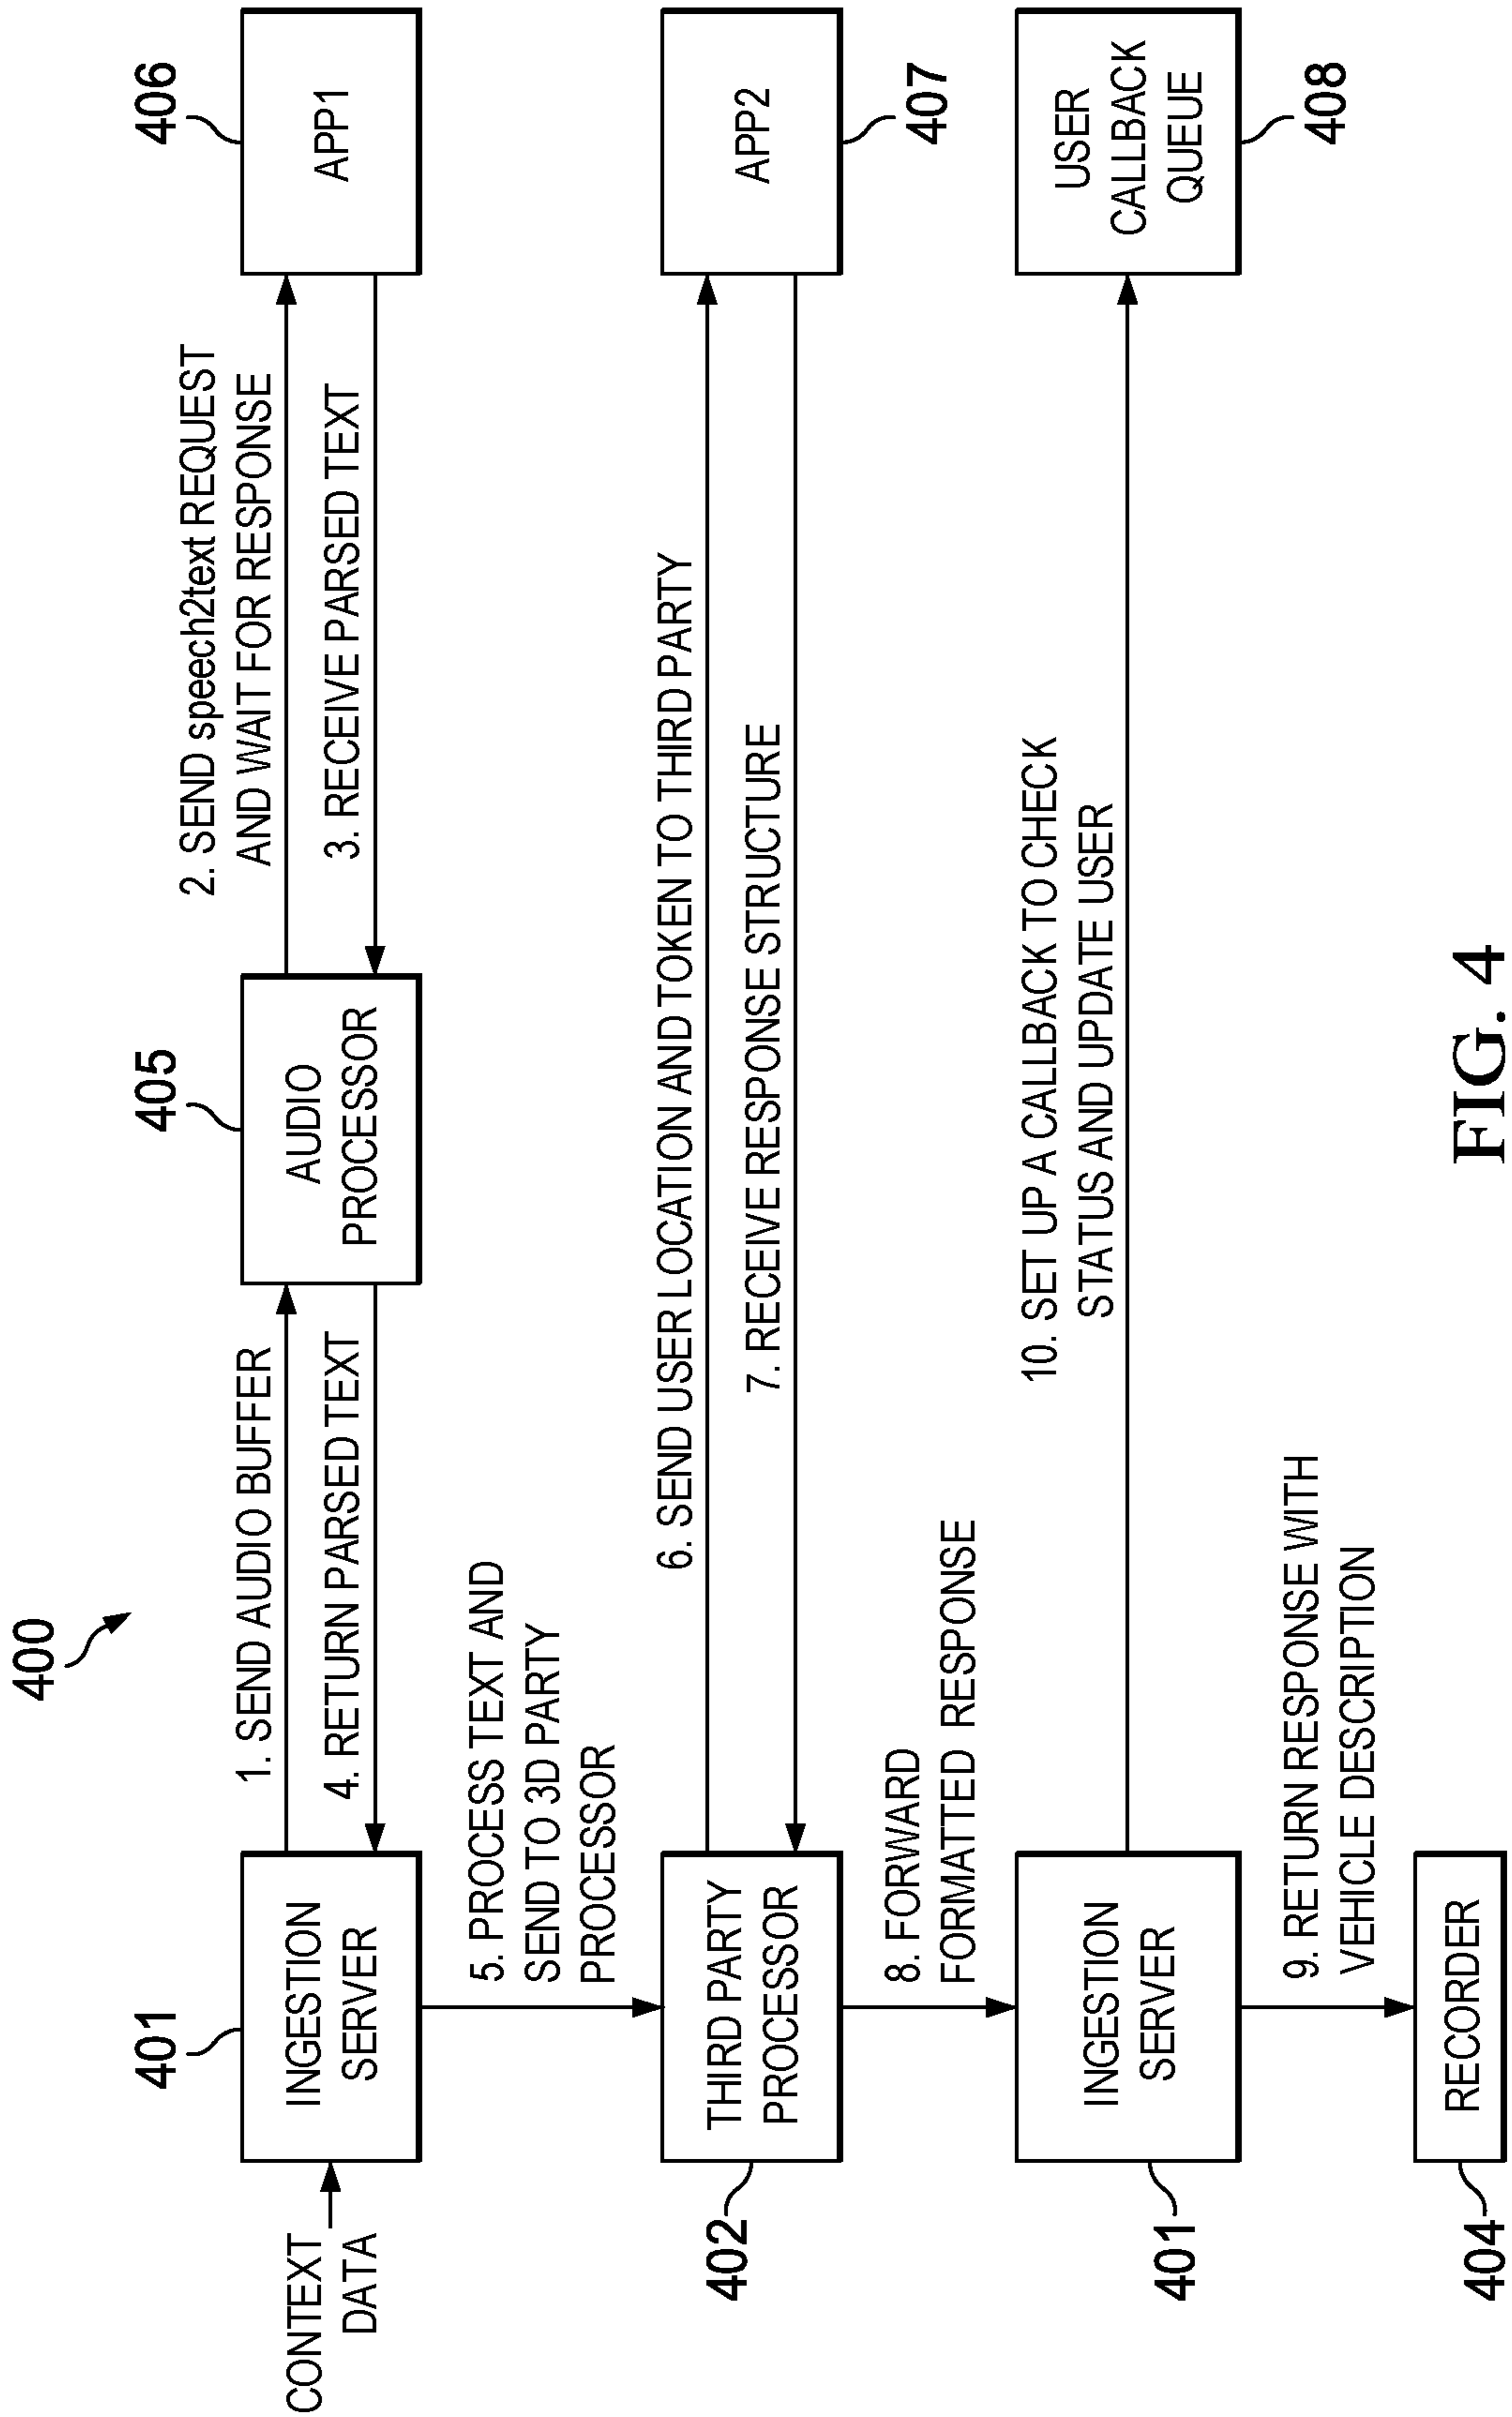 400
401
405
406
CONTEXT
DATA
INGESTION
SERVER
1. SEND AUDIO BUFFER
4. RETURN PARSED TEXT
AUDIO
PROCESSOR
2. SEND speech2text REQUEST
AND WAIT FOR RESPONSE
3. RECEIVE PARSED TEXT
APP1
5. PROCESS TEXT AND
SEND TO 3D PARTY
PROCESSOR
THIRD PARTY
PROCESSOR
402
6. SEND USER LOCATION AND TOKEN TO THIRD PARTY
7. RECEIVE RESPONSE STRUCTURE
APP2
407
8. FORWARD
FORMATTED RESPONSE
INGESTION
SERVER
401
10. SET UP A CALLBACK TO CHECK
STATUS AND UPDATE USER
USER
CALLBACK
QUEUE
408
9. RETURN RESPONSE WITH
VEHICLE DESCRIPTION
RECORDER
404
FIG. 4